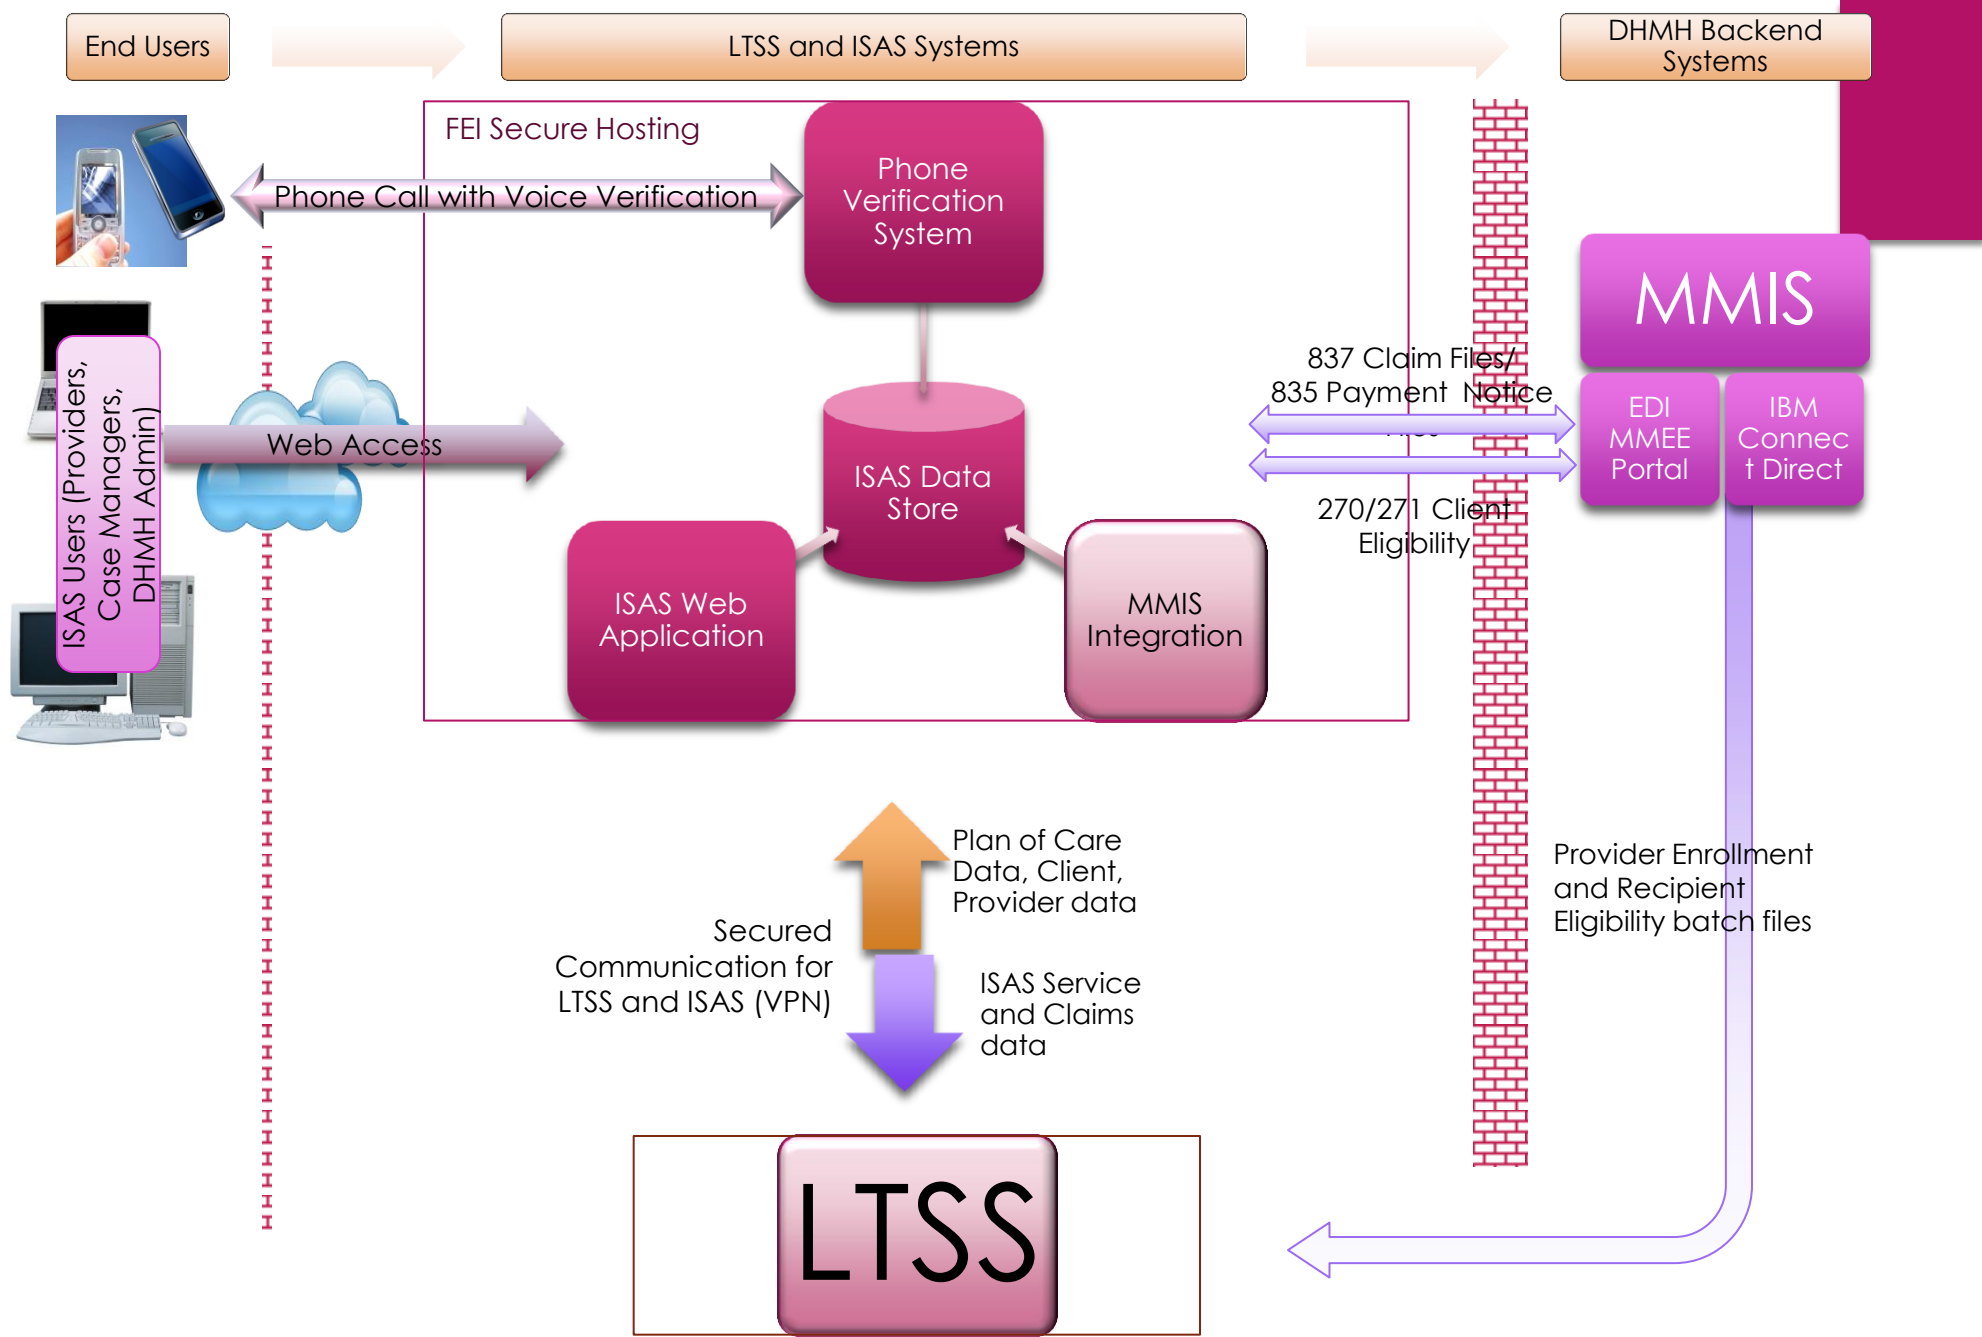 End Users
LTSS and ISAS Systems
DHMH Backend
Systems
FEI Secure Hosting
Phone Call with Voice Verification
Phone
Verification
System
MMIS
837 Claim Files/
835 Payment Notice
EDI
MMEE
Portal
IBM
Connec
t Direct
ISAS Users (Providers,
Case Managers,
DHMH Admin)
Web Access
ISAS Data
Store
270/271 Client
Eligibility
ISAS Web
Application
MMIS
Integration
Plan of Care
Data, Client,
Provider data
Secured
Communication for
LTSS and ISAS (VPN)
ISAS Service
and Claims
data
Provider Enrollment
and Recipient
Eligibility batch files
LTSS